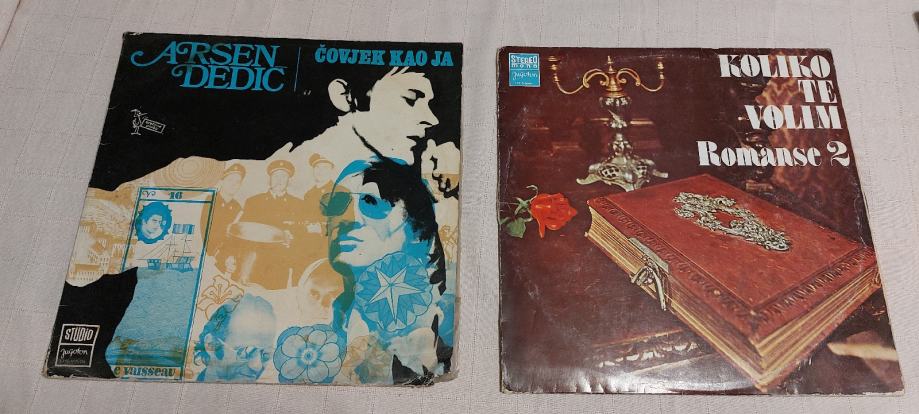 ARSEN
DEDIC
ČOVJEK KAO JA
16
STUDIO
Jugoton
e vaisseau
STEREO
mono
Jugoton
KOLIKO
TE
VOLIM
Romanse 2